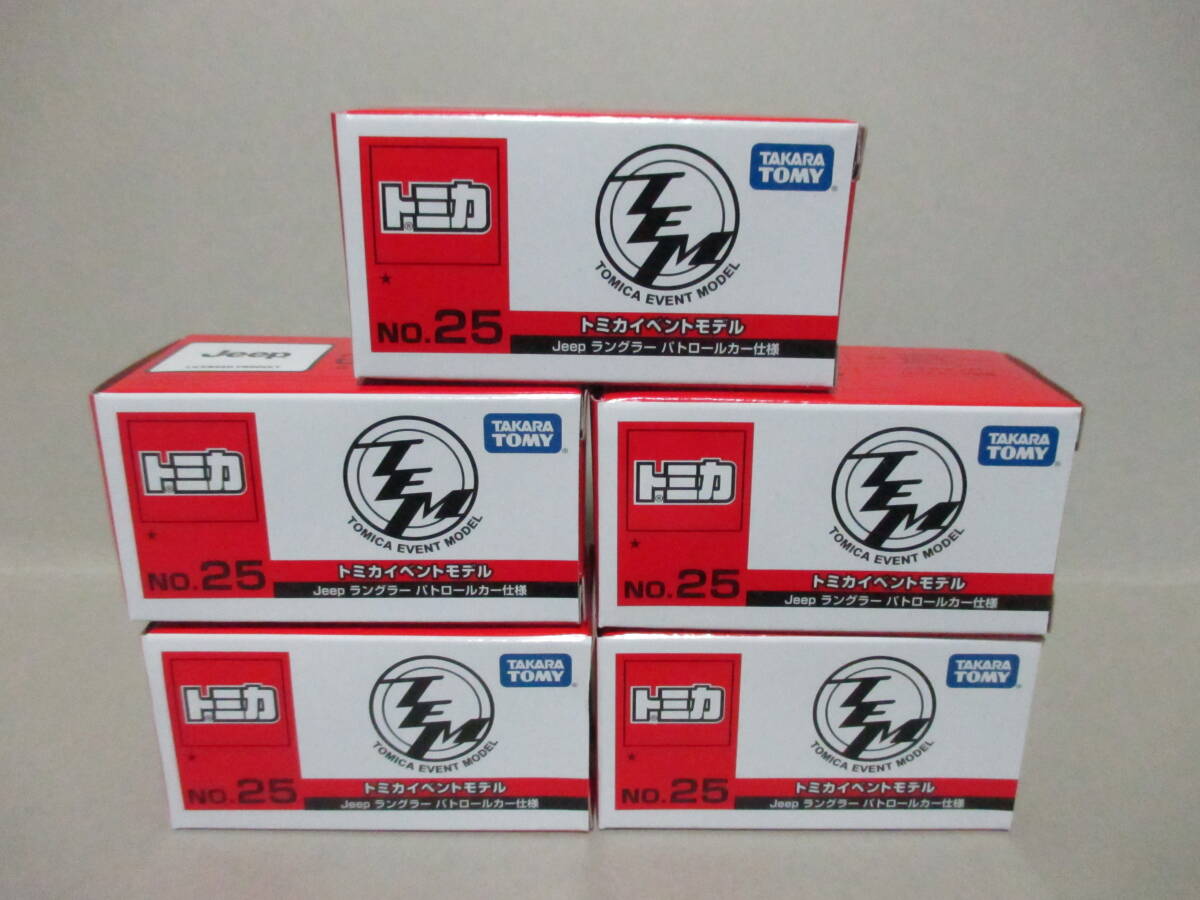 トミカ®
TEM
TOMICA EVENT MODEL
TAKARA
TOMY®
★
NO.25
トミカイベントモデル
Jeep ラングラー パトロールカー仕様
Jeep
LICENSED PRODUCT
トミカ®
TEM
TOMICA EVENT MODEL
TAKARA
TOMY®
★
NO.25
トミカイベントモデル
Jeep ラングラー パトロールカー仕様
トミカ®
TEM
TOMICA EVENT MODEL
TAKARA
TOMY®
★
NO.25
トミカイベントモデル
Jeep ラングラー パトロールカー仕様
トミカ®
TEM
TOMICA EVENT MODEL
TAKARA
TOMY®
★
NO.25
トミカイベントモデル
Jeep ラングラー パトロールカー仕様
トミカ®
TEM
TOMICA EVENT MODEL
TAKARA
TOMY®
★
NO.25
トミカイベントモデル
Jeep ラングラー パトロールカー仕様